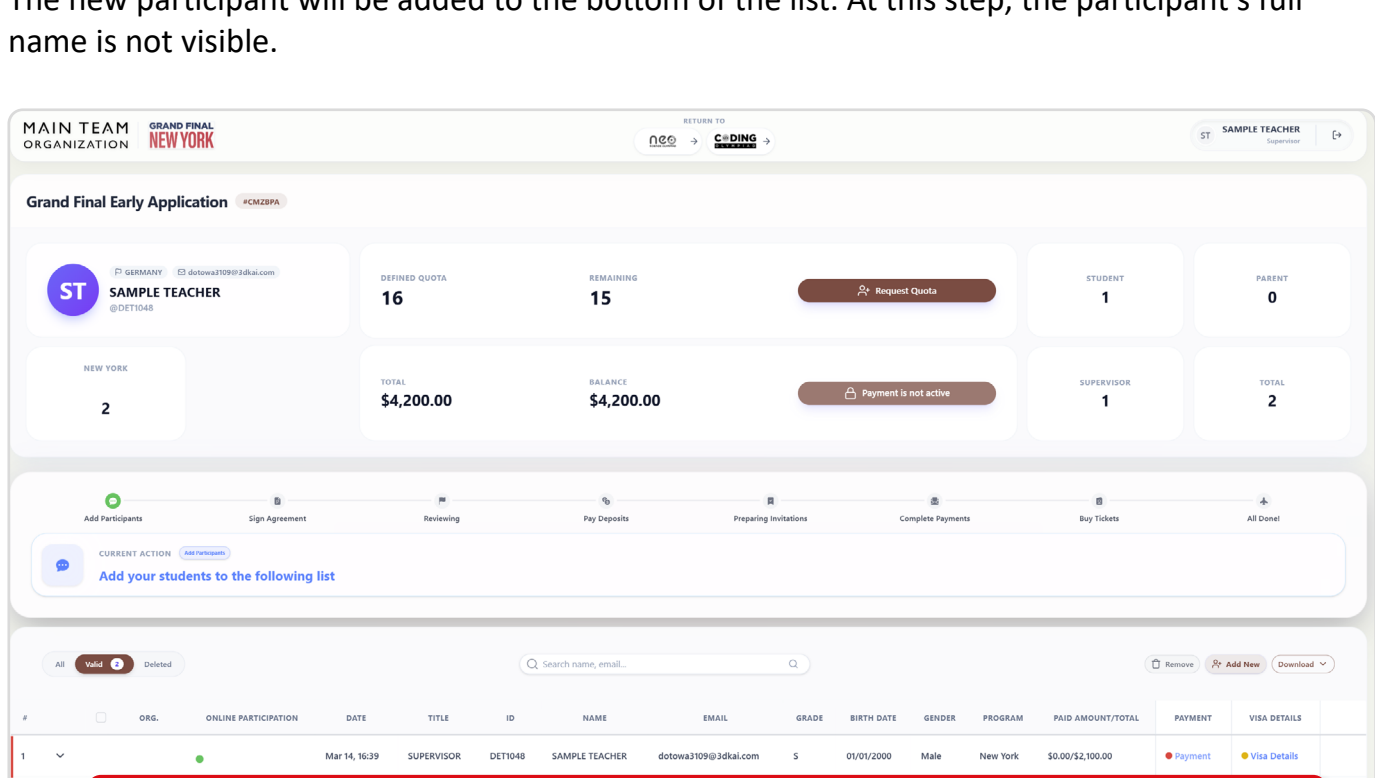 The new participant will be added to the bottom of the list. At this step, the participant's full
name is not visible.
MAIN TEAM
ORGANIZATION
GRAND FINAL
NEW YORK
RETURN TO
neo
CODING
OLYMPIAD
ST
SAMPLE TEACHER
Supervisor
Grand Final Early Application #CMZBPA
ST
GERMANY dotowa3109@3dkai.com
SAMPLE TEACHER
@DET1048
DEFINED QUOTA
16
REMAINING
15
Request Quota
STUDENT
1
PARENT
0
NEW YORK
2
TOTAL
$4,200.00
BALANCE
$4,200.00
Payment is not active
SUPERVISOR
1
TOTAL
2
Add Participants Sign Agreement Reviewing Pay Deposits Preparing Invitations Complete Payments Buy Tickets All Done!
CURRENT ACTION Add Participants
Add your students to the following list
All Valid 2 Deleted Search name, email... Remove Add New Download
# ORG. ONLINE PARTICIPATION DATE TITLE ID NAME EMAIL GRADE BIRTH DATE GENDER PROGRAM PAID AMOUNT/TOTAL PAYMENT VISA DETAILS
1 Mar 14, 16:39 SUPERVISOR DET1048 SAMPLE TEACHER dotowa3109@3dkai.com S 01/01/2000 Male New York $0.00/$2,100.00 Payment Visa Details